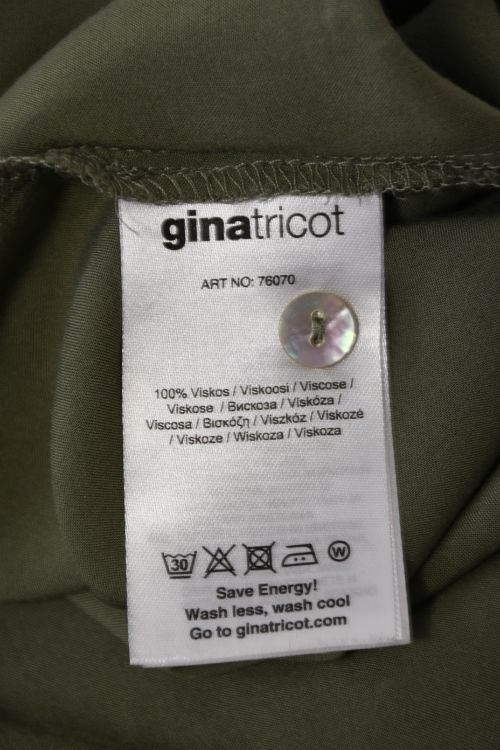 ginatricot
ART NO: 76070
100% Viskos / Viskoosi / Viscose /
Viskose / Вискоза / Viskóza /
Viscosa / Βισκόζη / Viszkóz / Viskozė
/ Viskoze / Wiskoza / Viskoza
30
W
Save Energy!
Wash less, wash cool
Go to ginatricot.com